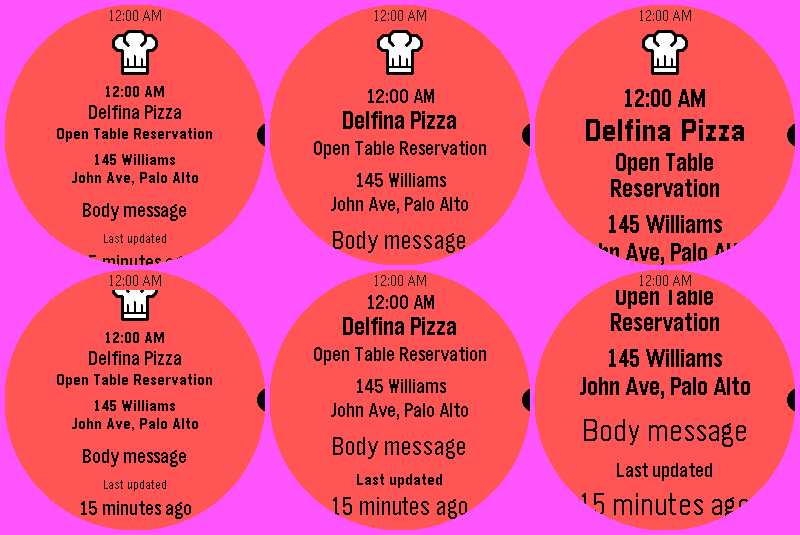 12:00 AM
12:00 AM
Delfina Pizza
Open Table Reservation
145 Williams
John Ave, Palo Alto
Body message
Last updated
12:00 AM
12:00 AM
Delfina Pizza
Open Table Reservation
145 Williams
John Ave, Palo Alto
Body message
12:00 AM
12:00 AM
Delfina Pizza
Open Table
Reservation
145 Williams
Ave, Palo
12:00 AM
12:00 AM
Delfina Pizza
Open Table Reservation
145 Williams
John Ave, Palo Alto
Body message
Last updated
15 minutes ago
12:00 AM
12:00 AM
Delfina Pizza
Open Table Reservation
145 Williams
John Ave, Palo Alto
Body message
Last updated
15 minutes ago
12:00 AM
Open Table
Reservation
145 Williams
John Ave, Palo Alto
Body message
Last updated
15 minutes ago